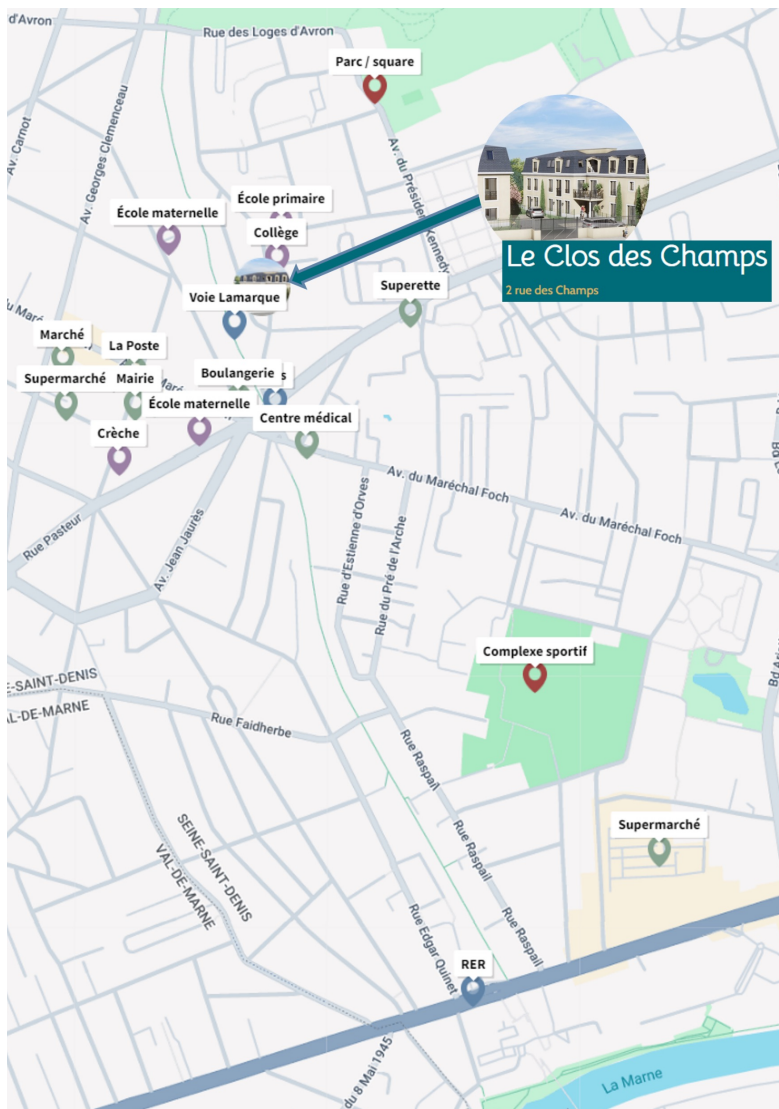 d'Avron
Rue des Loges d'Avron
Parc / square
Av. Carnot
Av. Georges Clemenceau
Av. du Président Kennedy
École primaire
École maternelle
Collège
Le Clos des Champs
2 rue des Champs
Superette
Voie Lamarque
du Maré
Marché
La Poste
Boulangerie
s
Supermarché
Mairie
École maternelle
Centre médical
Crèche
Av. du Maréchal Foch
Av. du Maréchal Foch
Rue Pasteur
Av. Jean Jaurès
Rue d'Estienne d'Orves
Rue du Pré de l'Arche
Complexe sportif
E-SAINT-DENIS
AL-DE-MARNE
Rue Faidherbe
Rue Raspail
Supermarché
SEINE-SAINT-DENIS
VAL-DE-MARNE
Rue Raspail
Rue Edgar Quinet
Rue Raspail
RER
du 8 Mai 1945
La Marne